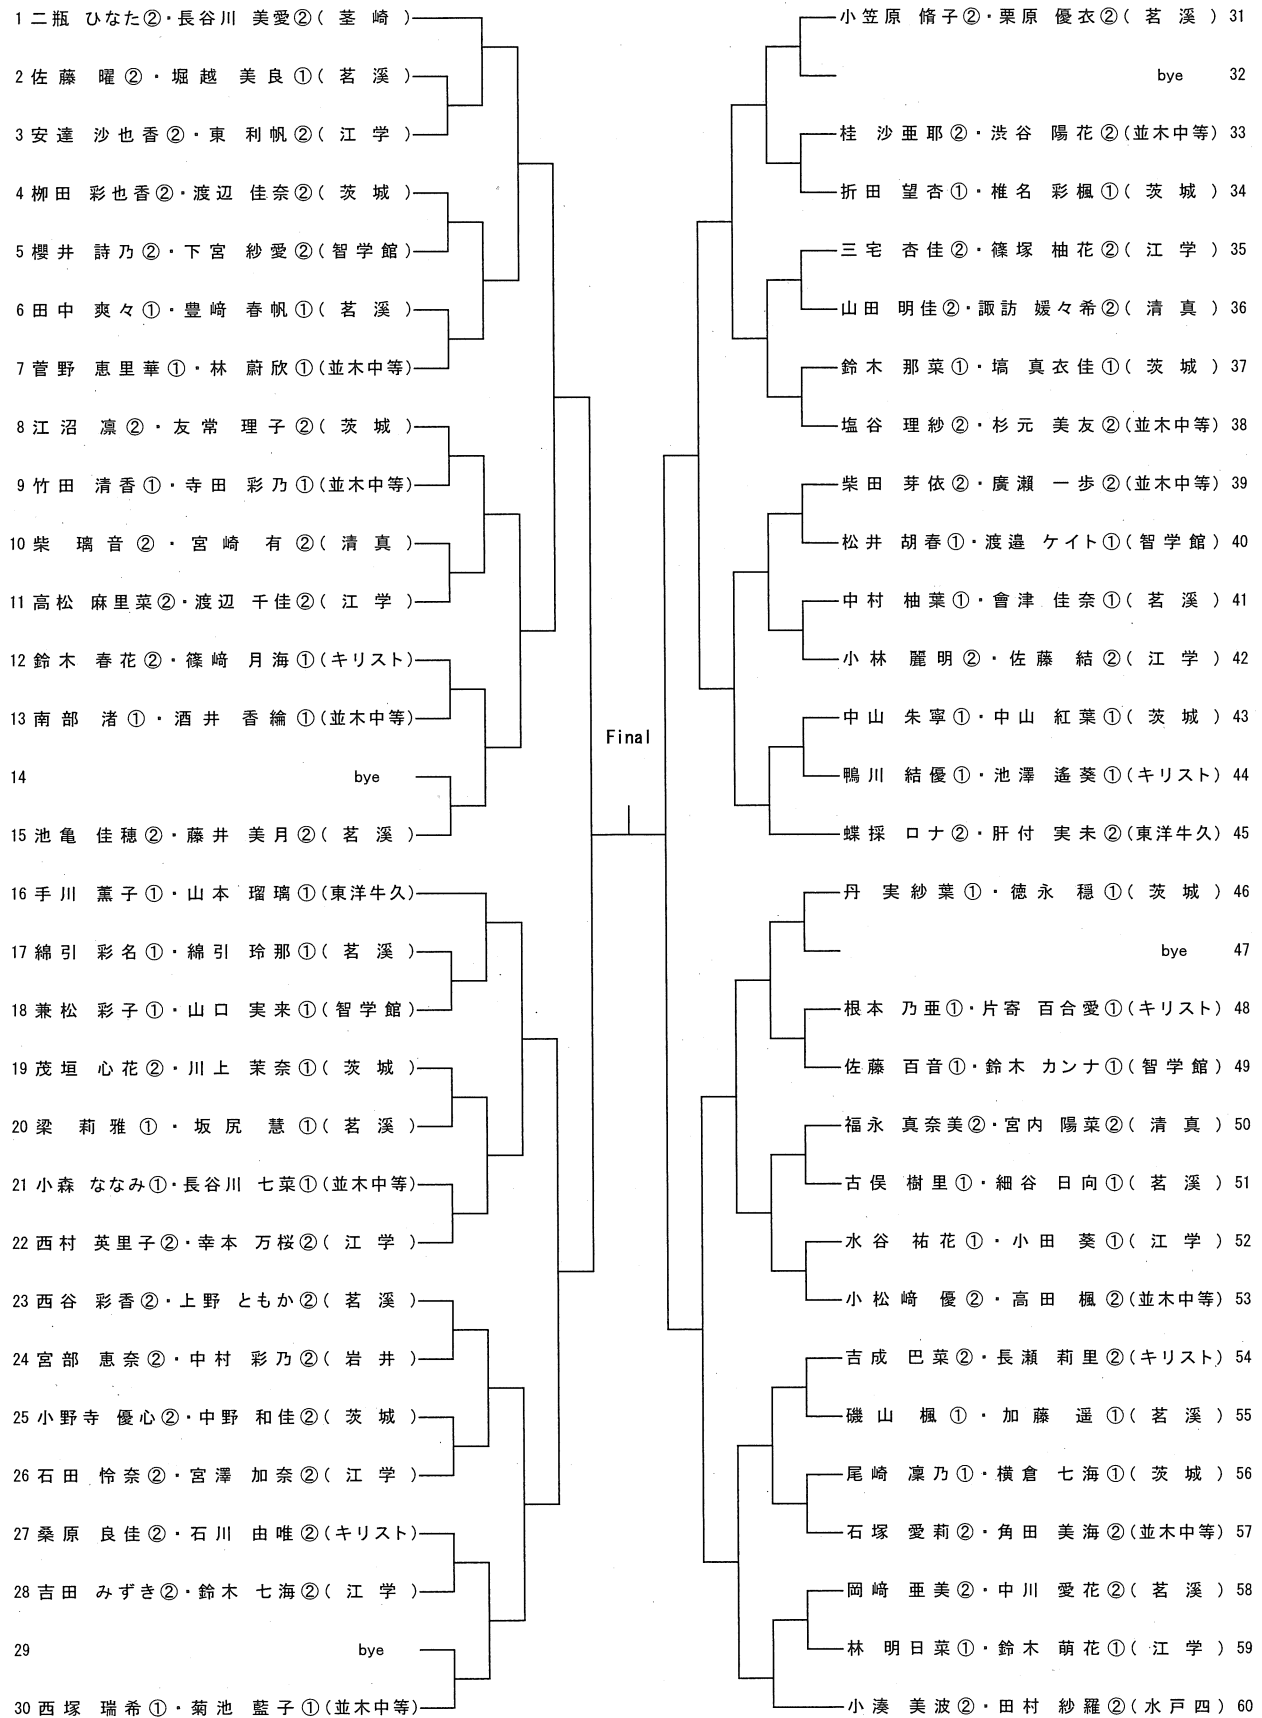 1 二瓶 ひなた②・長谷川 美愛②( 茎 崎 )
2 佐藤 曜②・堀越 美良①( 茗 溪 )
3 安達 沙也香②・東 利帆②( 江 学 )
4 栁田 彩也香②・渡辺 佳奈②( 茨 城 )
5 櫻井 詩乃②・下宮 紗愛②( 智 学 館 )
6 田中 爽々①・豊﨑 春帆①( 茗 溪 )
7 菅野 恵里華①・林 蔚欣①(並木中等)
8 江沼 凛②・友常 理子②( 茨 城 )
9 竹田 清香①・寺田 彩乃①(並木中等)
10 柴 璃音②・宮崎 有②( 清 真 )
11 高松 麻里菜②・渡辺 千佳②( 江 学 )
12 鈴木 春花②・篠﨑 月海①(キリスト)
13 南部 渚①・酒井 香綸①(並木中等)
14 bye
15 池亀 佳穂②・藤井 美月②( 茗 溪 )
16 手川 薫子①・山本 瑠璃①(東洋牛久)
17 綿引 彩名①・綿引 玲那①( 茗 溪 )
18 兼松 彩子①・山口 実来①( 智 学 館 )
19 茂垣 心花②・川上 茉奈①( 茨 城 )
20 梁 莉雅①・坂尻 慧①( 茗 溪 )
21 小森 ななみ①・長谷川 七菜①(並木中等)
22 西村 英里子②・幸本 万桜②( 江 学 )
23 西谷 彩香②・上野 ともか②( 茗 溪 )
24 宮部 恵奈②・中村 彩乃②( 岩 井 )
25 小野寺 優心②・中野 和佳②( 茨 城 )
26 石田 怜奈②・宮澤 加奈②( 江 学 )
27 桑原 良佳②・石川 由唯②(キリスト)
28 吉田 みずき②・鈴木 七海②( 江 学 )
29 bye
30 西塚 瑞希①・菊池 藍子①(並木中等)
Final
小笠原 脩子②・栗原 優衣②( 茗 溪 ) 31
bye 32
桂 沙亜耶②・渋谷 陽花②(並木中等) 33
折田 望杏①・椎名 彩楓①( 茨 城 ) 34
三宅 杏佳②・篠塚 柚花②( 江 学 ) 35
山田 明佳②・諏訪 媛々希②( 清 真 ) 36
鈴木 那菜①・塙 真衣佳①( 茨 城 ) 37
塩谷 理紗②・杉元 美友②(並木中等) 38
柴田 芽依②・廣瀨 一歩②(並木中等) 39
松井 胡春①・渡邉 ケイト①( 智 学 館 ) 40
中村 柚葉①・會津 佳奈①( 茗 溪 ) 41
小林 麗明②・佐藤 結②( 江 学 ) 42
中山 朱寧①・中山 紅葉①( 茨 城 ) 43
鴨川 結優①・池澤 遙葵①(キリスト) 44
蝶採 ロナ②・肝付 実未②(東洋牛久) 45
丹 実紗葉①・徳永 穏①( 茨 城 ) 46
bye 47
根本 乃亜①・片寄 百合愛①(キリスト) 48
佐藤 百音①・鈴木 カンナ①( 智 学 館 ) 49
福永 真奈美②・宮内 陽菜②( 清 真 ) 50
古俣 樹里①・細谷 日向①( 茗 溪 ) 51
水谷 祐花①・小田 葵①( 江 学 ) 52
小松﨑 優②・高田 楓②(並木中等) 53
吉成 巴菜②・長瀬 莉里②(キリスト) 54
磯山 楓①・加藤 遥①( 茗 溪 ) 55
尾崎 凜乃①・横倉 七海①( 茨 城 ) 56
石塚 愛莉②・角田 美海②(並木中等) 57
岡﨑 亜美②・中川 愛花②( 茗 溪 ) 58
林 明日菜①・鈴木 萌花①( 江 学 ) 59
小湊 美波②・田村 紗羅②( 水 戸 四 ) 60